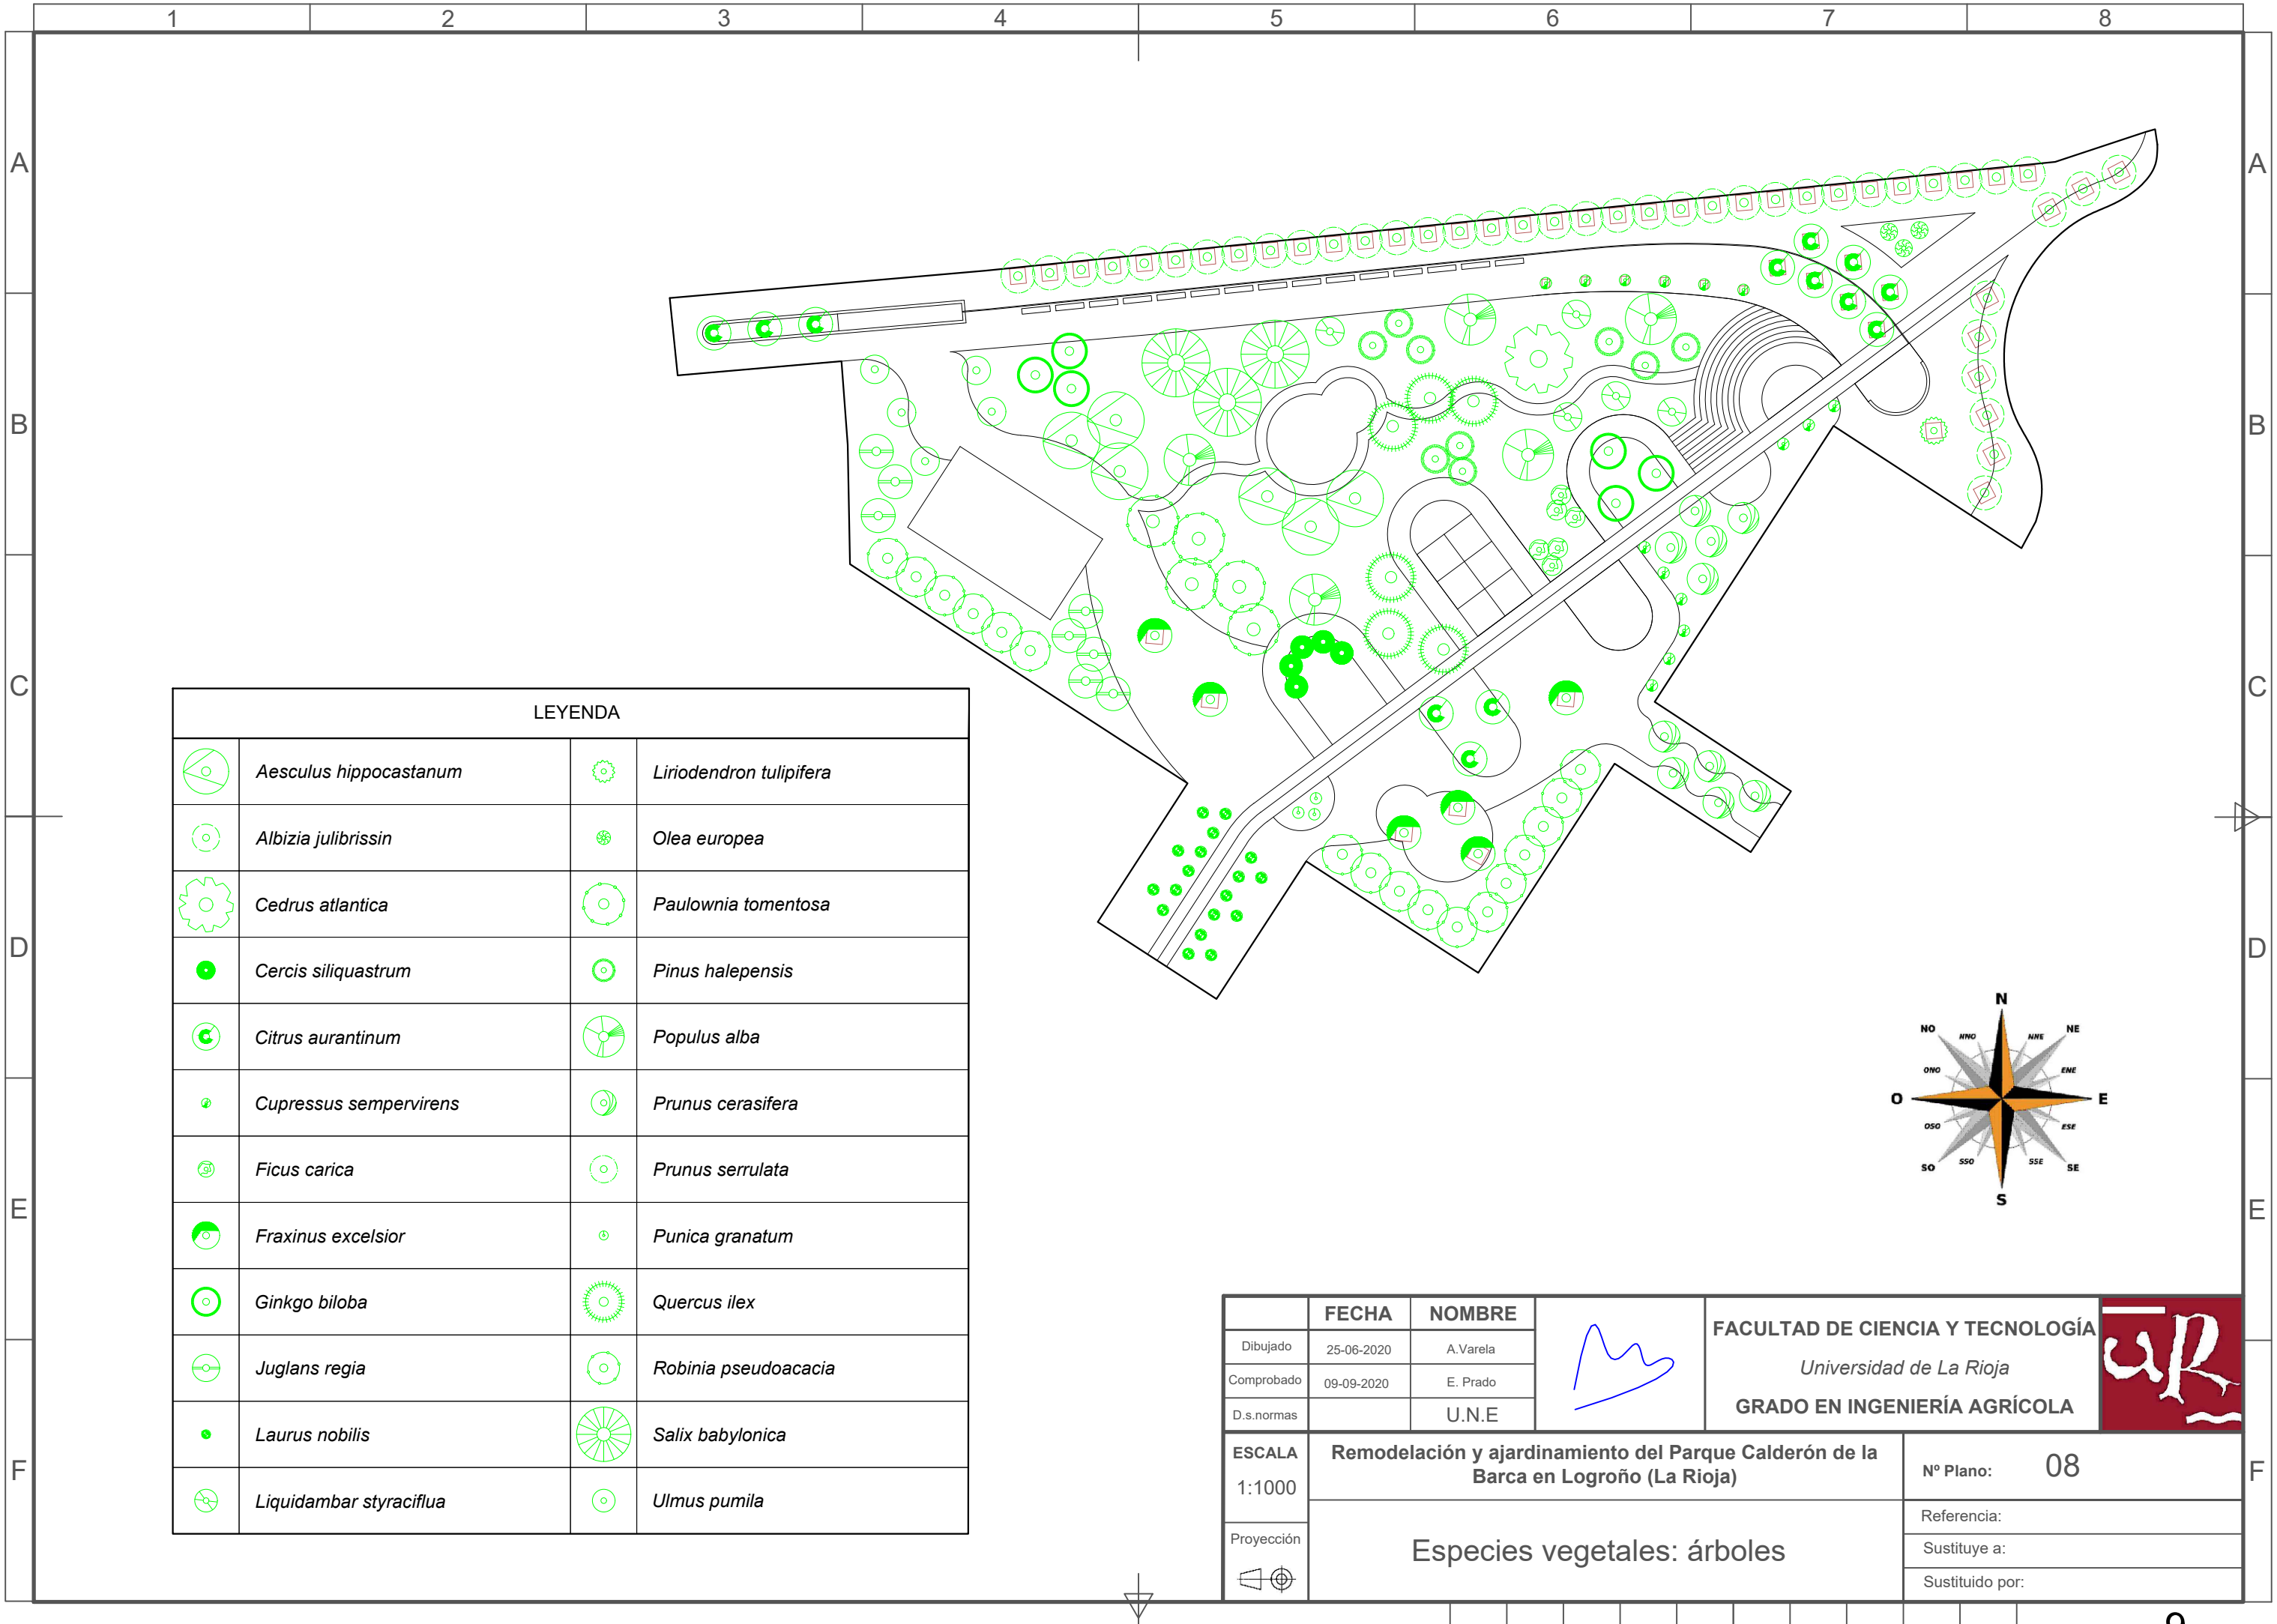 1 2 3 4 5 6 7 8
A A
B B
C C
D D
E E
F F
LEYENDA
Aesculus hippocastanum Liriodendron tulipifera
Albizia julibrissin Olea europea
Cedrus atlantica Paulownia tomentosa
Cercis siliquastrum Pinus halepensis
Citrus aurantinum Populus alba
Cupressus sempervirens Prunus cerasifera
Ficus carica Prunus serrulata
Fraxinus excelsior Punica granatum
Ginkgo biloba Quercus ilex
Juglans regia Robinia pseudoacacia
Laurus nobilis Salix babylonica
Liquidambar styraciflua Ulmus pumila
N
NO NNO NNE NE
ONO ENE
O E
OSO ESE
SO SSO SSE SE
S
FECHA NOMBRE
Dibujado 25-06-2020 A.Varela
Comprobado 09-09-2020 E. Prado
D.s.normas U.N.E
FACULTAD DE CIENCIA Y TECNOLOGÍA
Universidad de La Rioja
GRADO EN INGENIERÍA AGRÍCOLA
UR
ESCALA
1:1000
Remodelación y ajardinamiento del Parque Calderón de la
Barca en Logroño (La Rioja)
Nº Plano: 08
Proyección
Especies vegetales: árboles
Referencia:
Sustituye a:
Sustituido por: